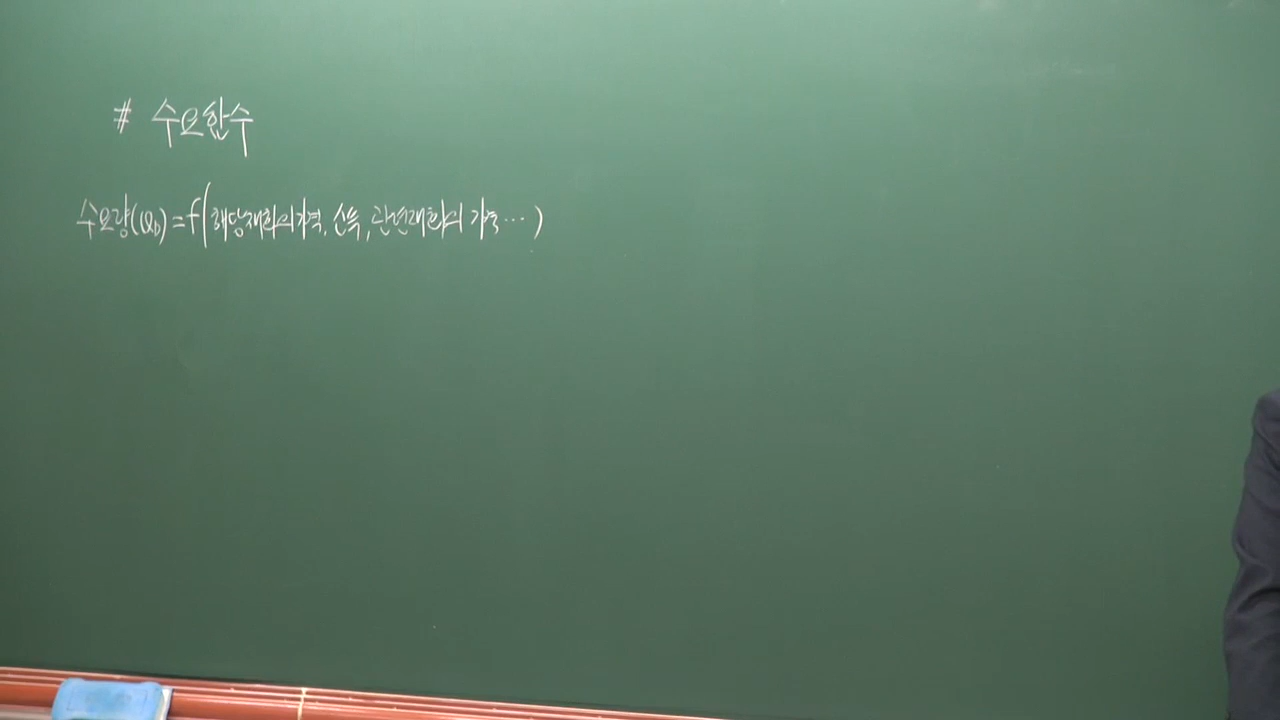 # 수요함수
수요량(Q_D) = f(해당재화의가격, 소득, 관련재화의 가격 ⋯)